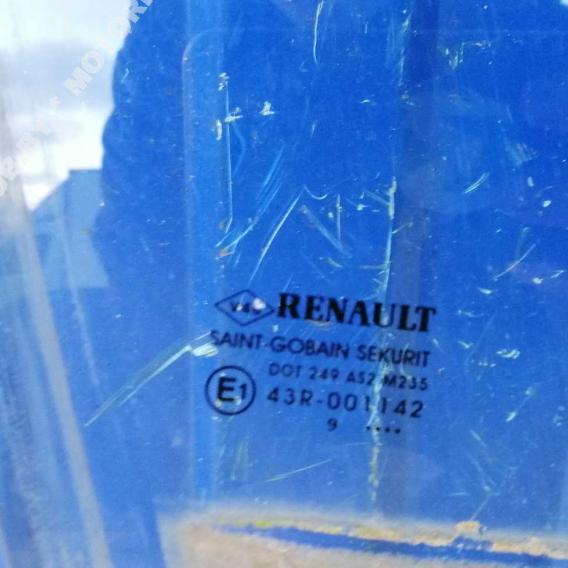 RENAULT
SAINT-GOBAIN SEKURIT
DOT 249 AS2 M235
E1 43R-001142
9 ....